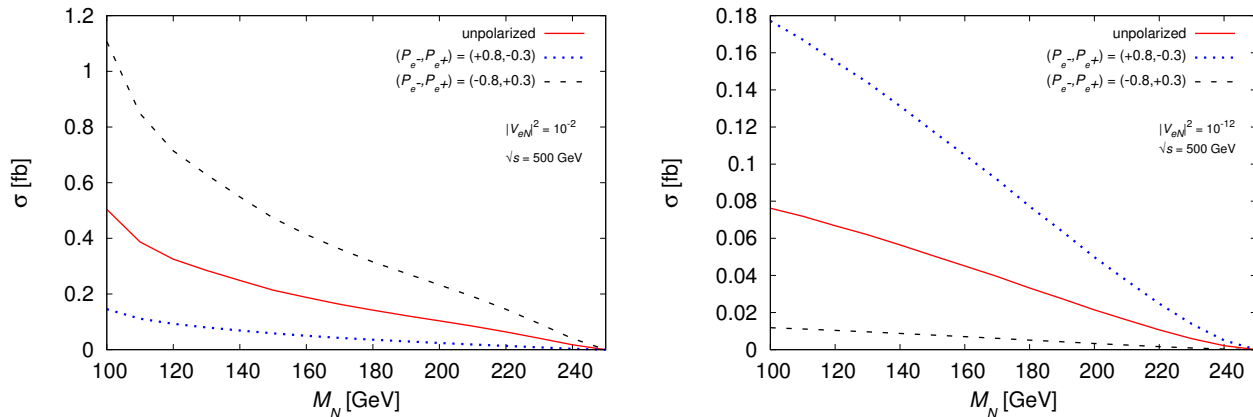 σ [fb]
1.2
1
0.8
0.6
0.4
0.2
0
100 120 140 160 180 200 220 240
M_N [GeV]
unpolarized
(P_e-,P_e+) = (+0.8,-0.3)
(P_e-,P_e+) = (-0.8,+0.3)
|V_eN|² = 10⁻²
√s = 500 GeV
σ [fb]
0.18
0.16
0.14
0.12
0.1
0.08
0.06
0.04
0.02
0
100 120 140 160 180 200 220 240
M_N [GeV]
unpolarized
(P_e-,P_e+) = (+0.8,-0.3)
(P_e-,P_e+) = (-0.8,+0.3)
|V_eN|² = 10⁻¹²
√s = 500 GeV